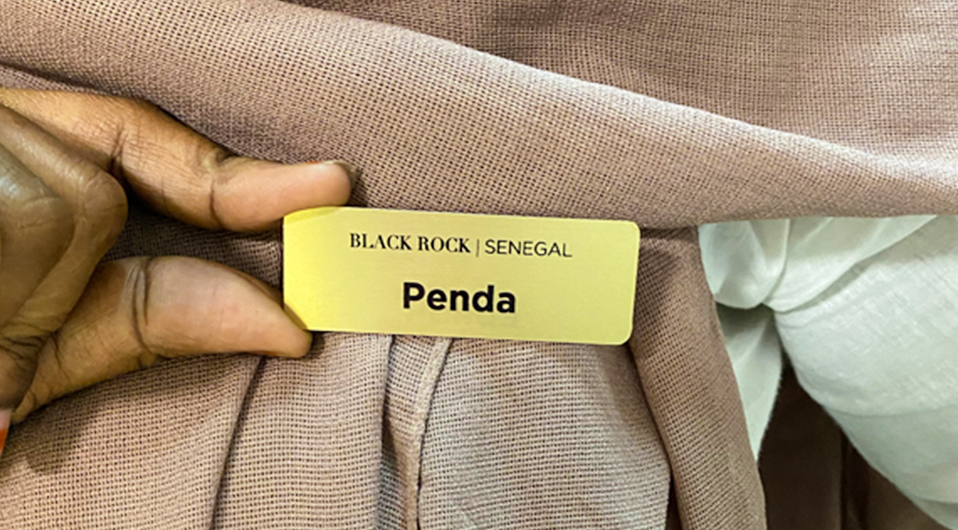 BLACK ROCK | SENEGAL
Penda